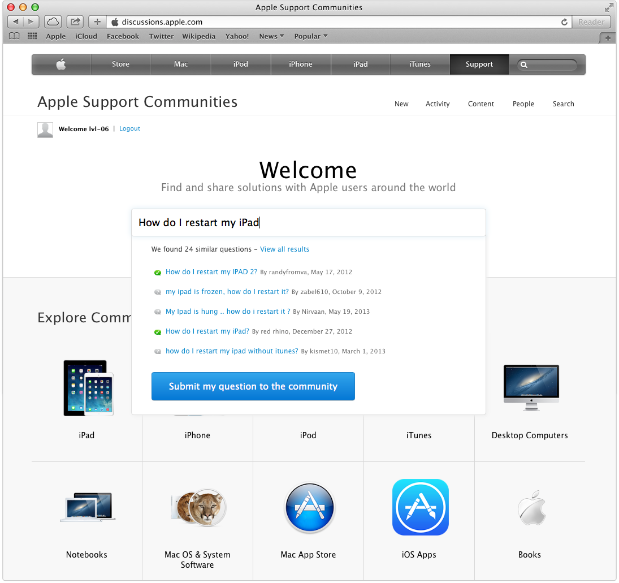 Apple Support Communities
discussions.apple.com
Reader
Apple iCloud Facebook Twitter Wikipedia Yahoo! News Popular
Store Mac iPod iPhone iPad iTunes Support
Apple Support Communities
New Activity Content People Search
Welcome lvl-06 | Logout
Welcome
Find and share solutions with Apple users around the world
How do I restart my iPad
We found 24 similar questions - View all results
How do I restart my IPAD 2? By randyfromva, May 17, 2012
my ipad is frozen, how do i restart it? By zabel610, October 9, 2012
My Ipad is hung .. how do i restart it ? By Nirvaan, May 19, 2013
How do I restart my iPad? By red rhino, December 27, 2012
how do i restart my ipad without itunes? By kismet10, March 1, 2013
Submit my question to the community
Explore Comm
iPad iPhone iPod iTunes Desktop Computers
Notebooks Mac OS & System Software Mac App Store iOS Apps Books